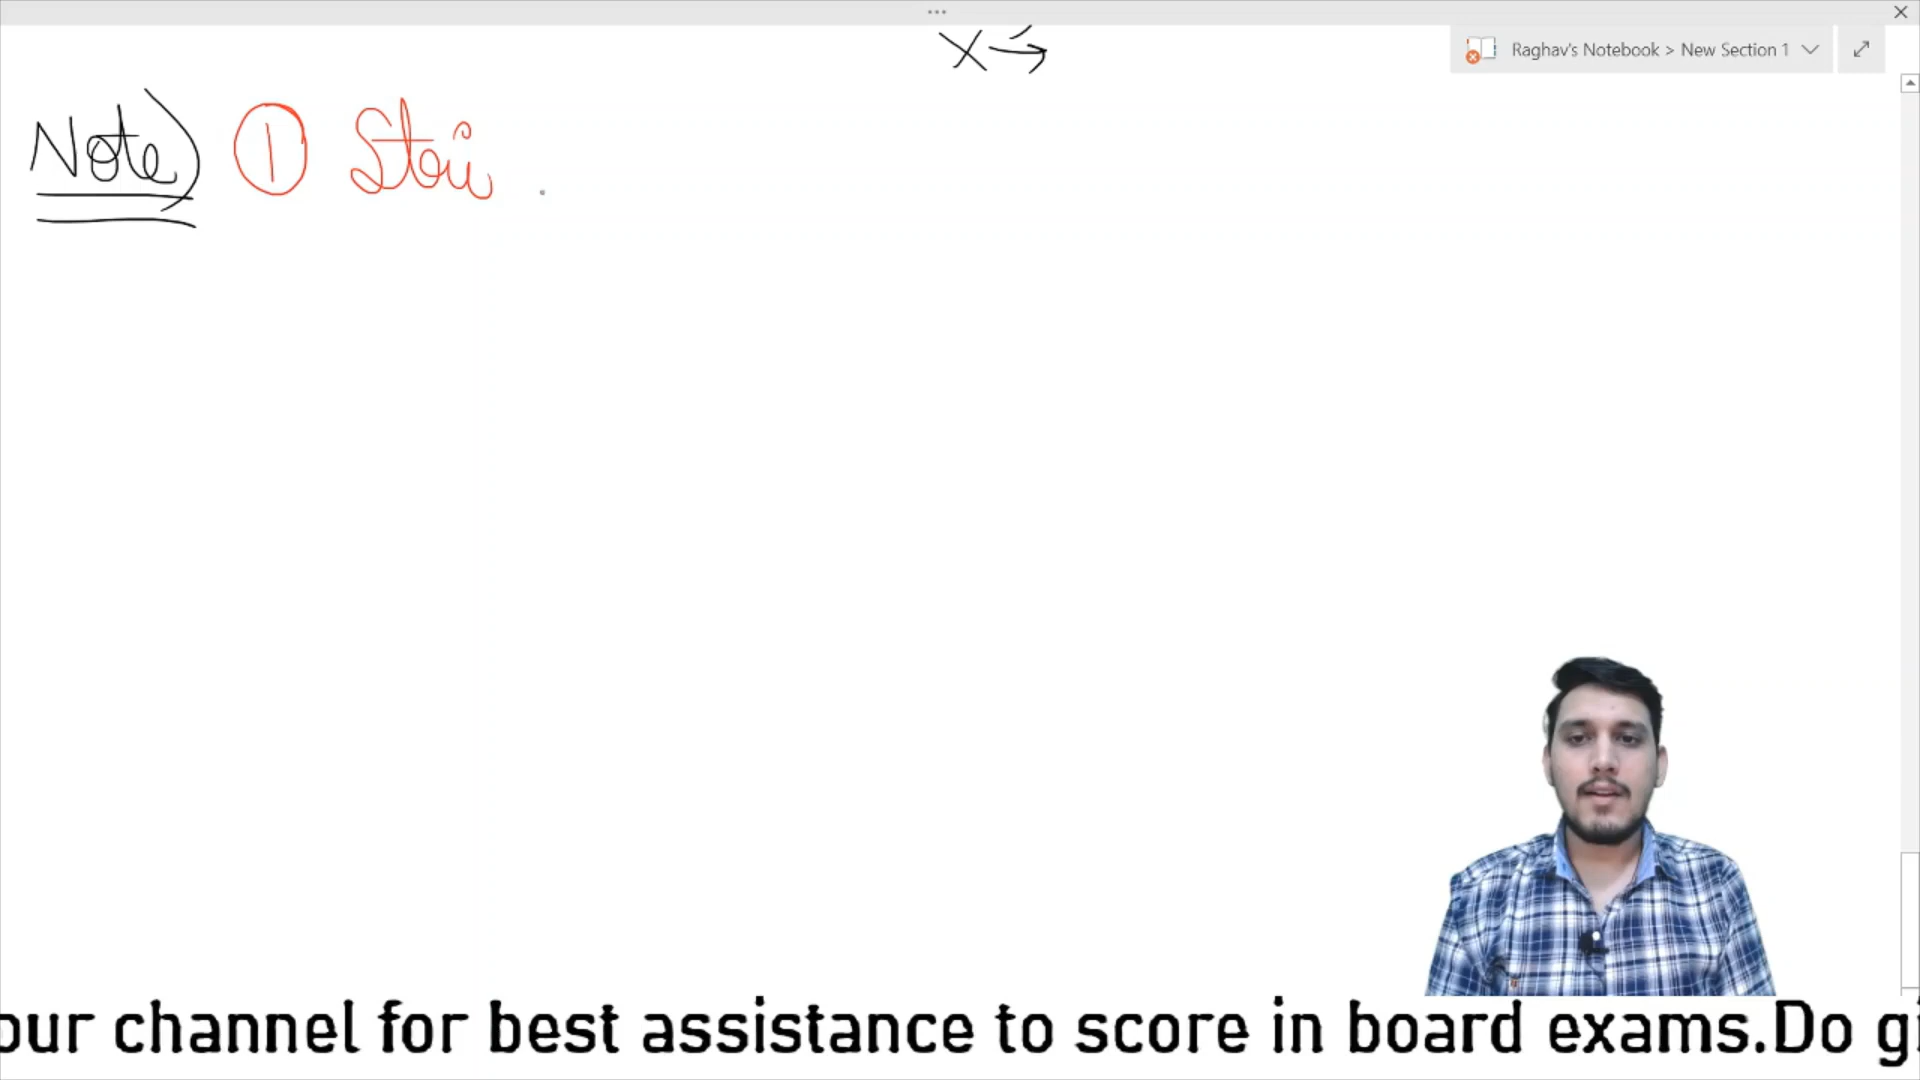 X →
Raghav's Notebook > New Section 1
Note) ① Stoi
our channel for best assistance to score in board exams.Do gi